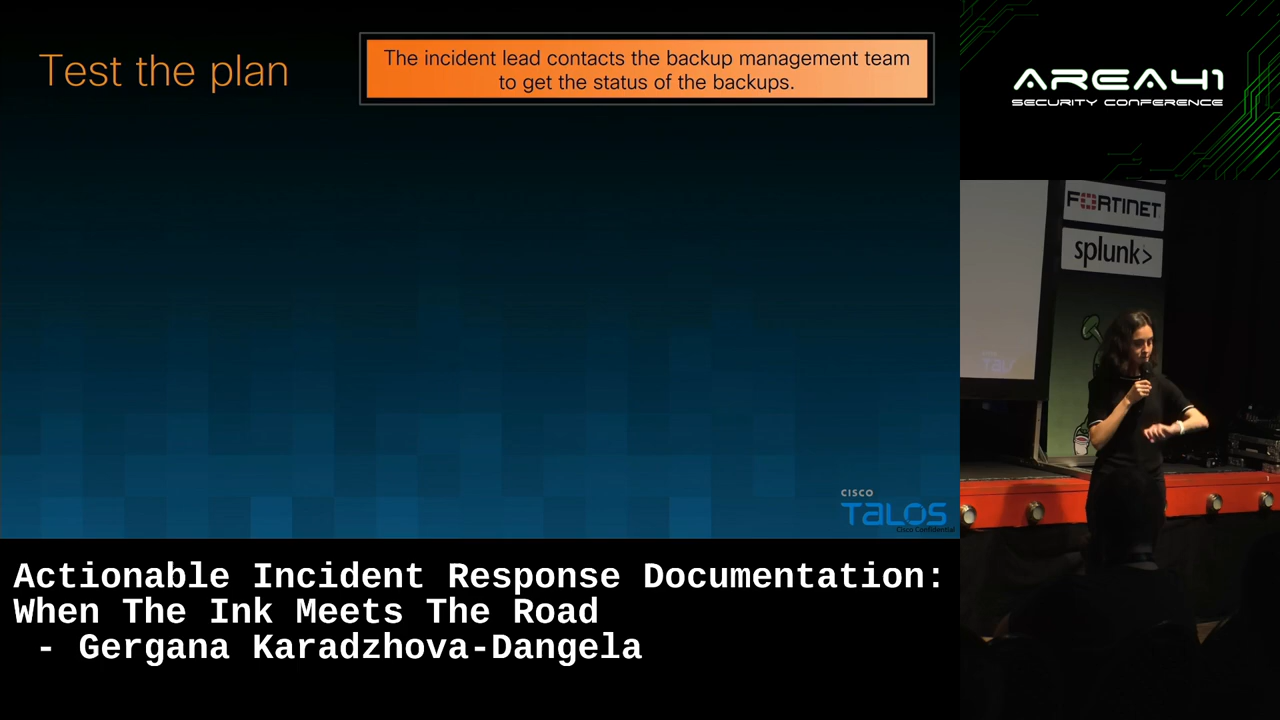 Test the plan
The incident lead contacts the backup management team
to get the status of the backups.
CISCO
TALOS
Cisco Confidential
Actionable Incident Response Documentation:
When The Ink Meets The Road
- Gergana Karadzhova-Dangela
AREA41
SECURITY CONFERENCE
FORTINET
splunk>